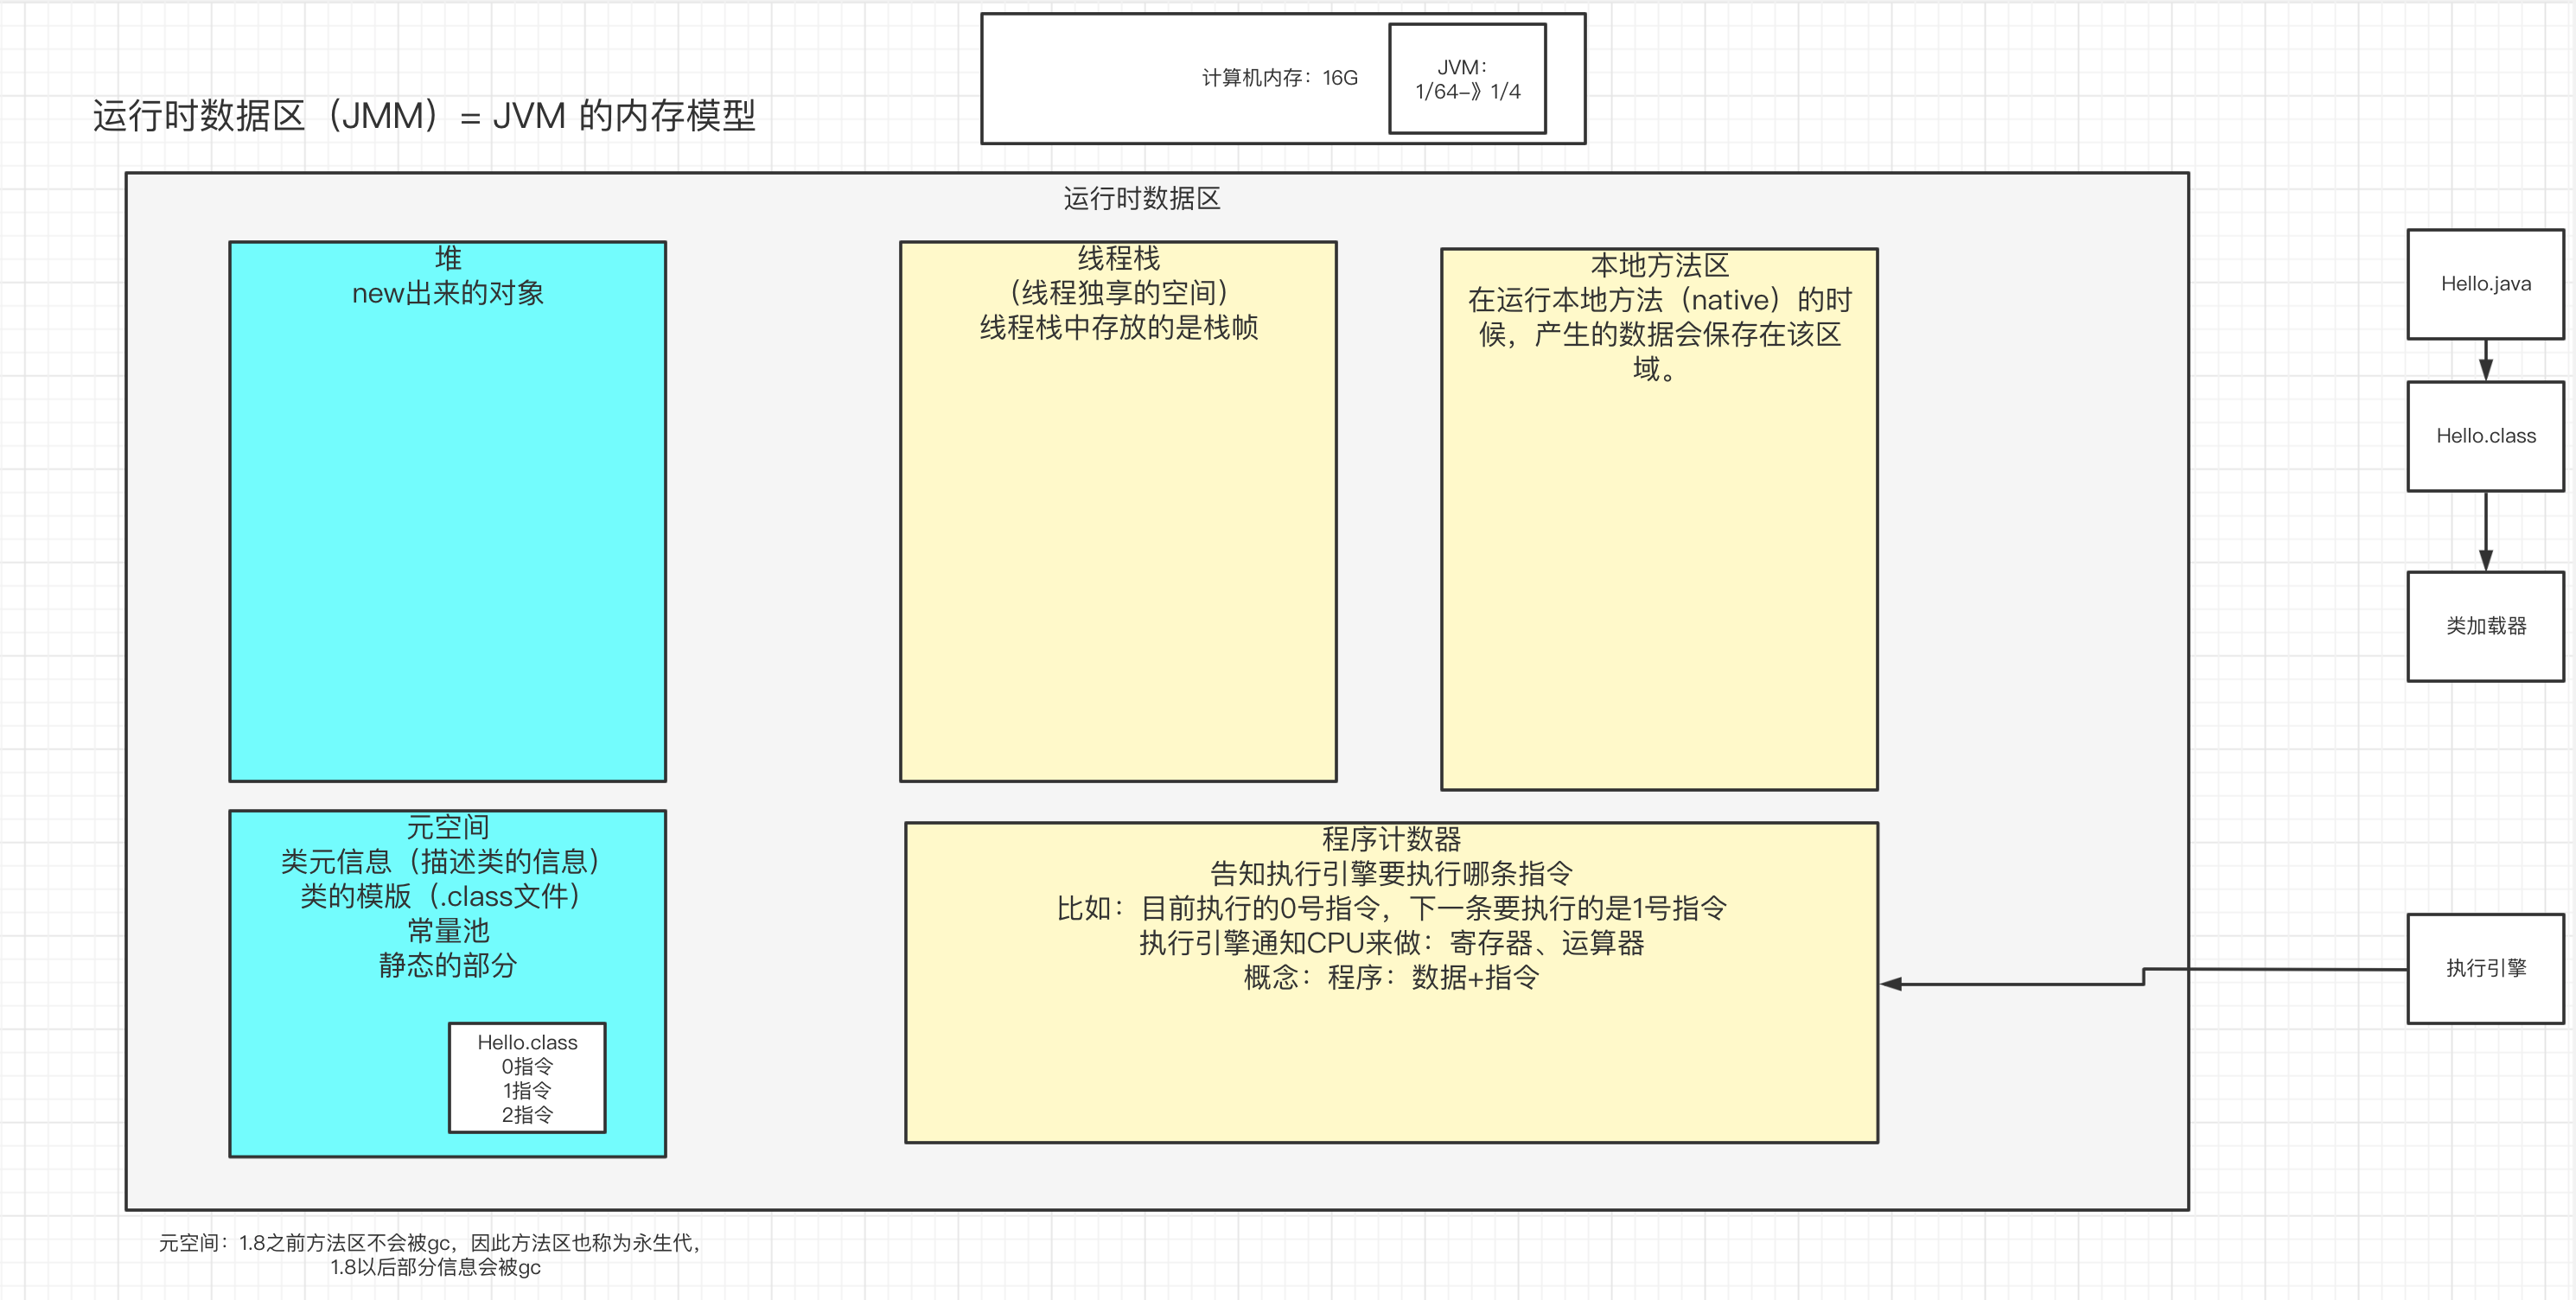 计算机内存：16G
JVM：
1/64-》1/4
运行时数据区（JMM）= JVM 的内存模型
运行时数据区
堆
new出来的对象
线程栈
（线程独享的空间）
线程栈中存放的是栈帧
本地方法区
在运行本地方法（native）的时
候，产生的数据会保存在该区
域。
元空间
类元信息（描述类的信息）
类的模版（.class文件）
常量池
静态的部分
Hello.class
0指令
1指令
2指令
程序计数器
告知执行引擎要执行哪条指令
比如：目前执行的0号指令，下一条要执行的是1号指令
执行引擎通知CPU来做：寄存器、运算器
概念：程序：数据+指令
Hello.java
Hello.class
类加载器
执行引擎
元空间：1.8之前方法区不会被gc，因此方法区也称为永生代，
1.8以后部分信息会被gc